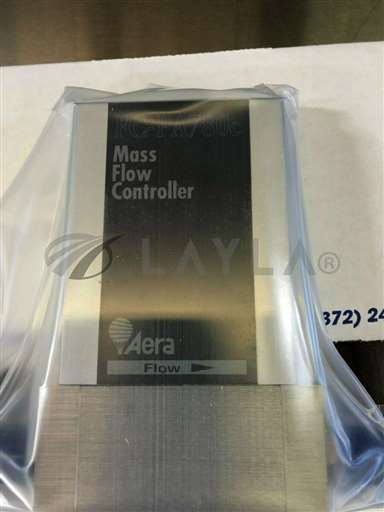 Mass
Flow
Controller
LAYLA®
Aera
Flow
372) 24